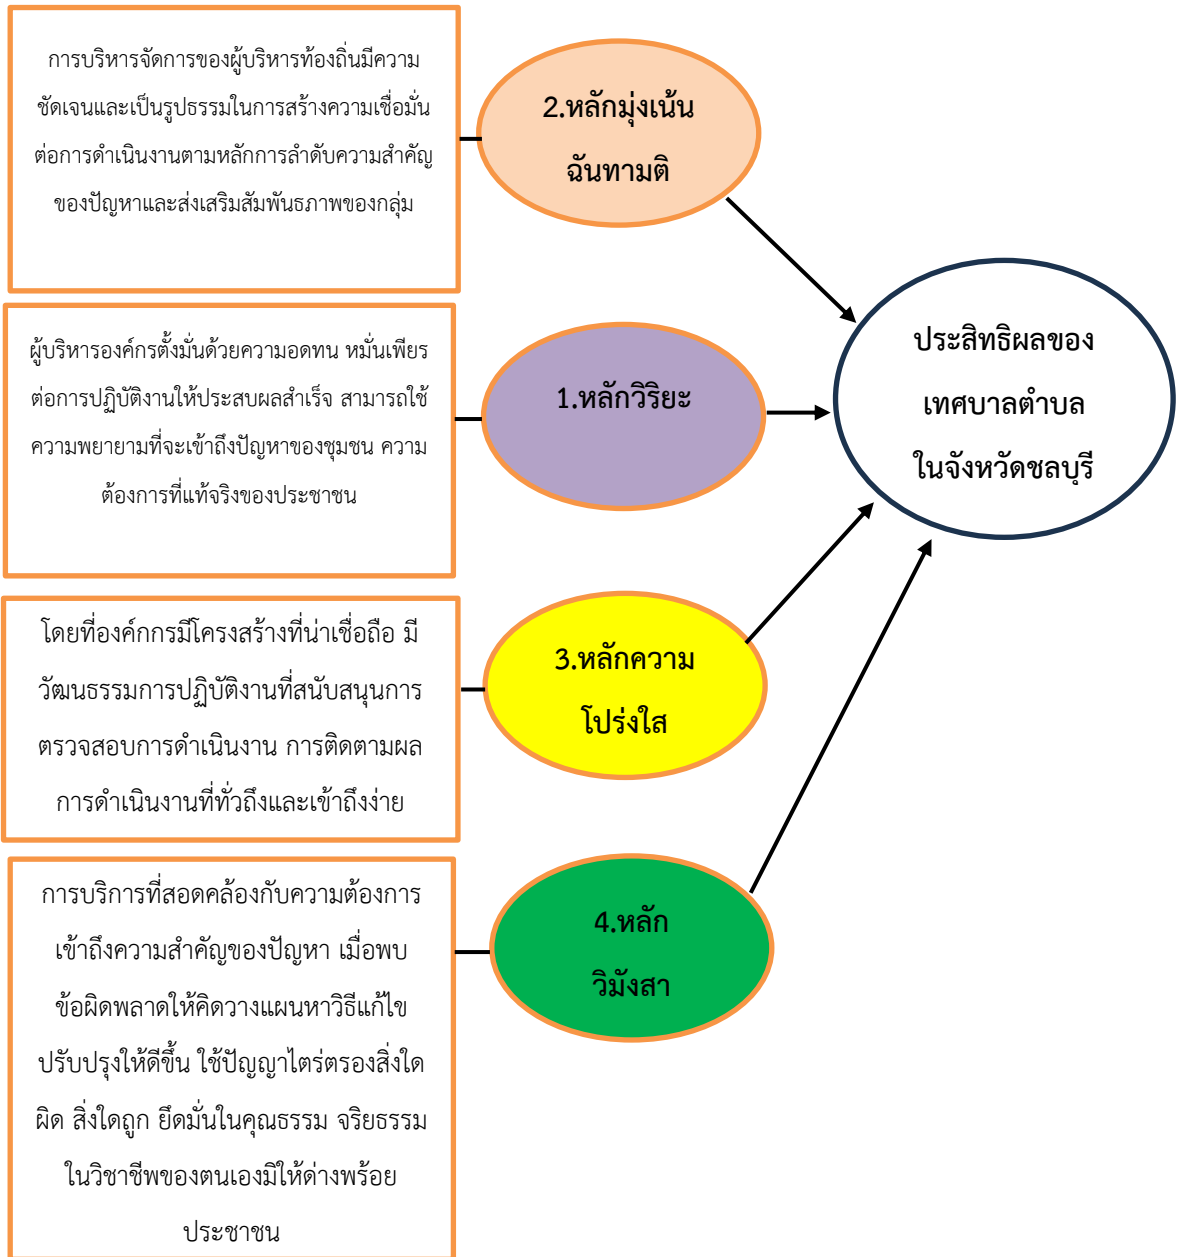 การบริหารจัดการของผู้บริหารท้องถิ่นมีความ
ชัดเจนและเป็นรูปธรรมในการสร้างความเชื่อมั่น
ต่อการดำเนินงานตามหลักการลำดับความสำคัญ
ของปัญหาและส่งเสริมสัมพันธภาพของกลุ่ม
2.หลักมุ่งเน้น
ฉันทามติ
ผู้บริหารองค์กรตั้งมั่นด้วยความอดทน หมั่นเพียร
ต่อการปฏิบัติงานให้ประสบผลสำเร็จ สามารถใช้
ความพยายามที่จะเข้าถึงปัญหาของชุมชน ความ
ต้องการที่แท้จริงของประชาชน
1.หลักวิริยะ
ประสิทธิผลของ
เทศบาลตำบล
ในจังหวัดชลบุรี
โดยที่องค์กกรมีโครงสร้างที่น่าเชื่อถือ มี
วัฒนธรรมการปฏิบัติงานที่สนับสนุนการ
ตรวจสอบการดำเนินงาน การติดตามผล
การดำเนินงานที่ทั่วถึงและเข้าถึงง่าย
3.หลักความ
โปร่งใส
การบริการที่สอดคล้องกับความต้องการ
เข้าถึงความสำคัญของปัญหา เมื่อพบ
ข้อผิดพลาดให้คิดวางแผนหาวิธีแก้ไข
ปรับปรุงให้ดีขึ้น ใช้ปัญญาไตร่ตรองสิ่งใด
ผิด สิ่งใดถูก ยึดมั่นในคุณธรรม จริยธรรม
ในวิชาชีพของตนเองมิให้ด่างพร้อย
ประชาชน
4.หลัก
วิมังสา